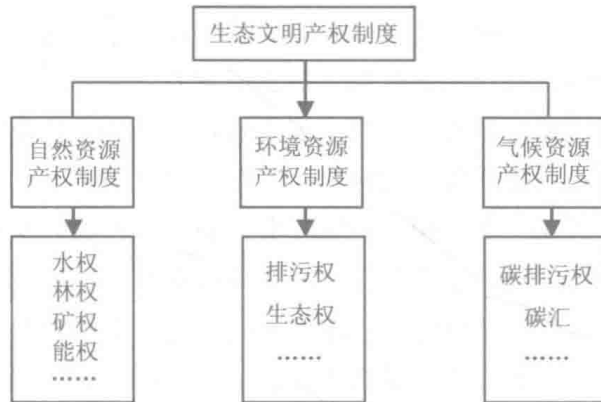 生态文明产权制度
自然资源
产权制度
环境资源
产权制度
气候资源
产权制度
水权
林权
矿权
能权
……
排污权
生态权
……
碳排污权
碳汇
……